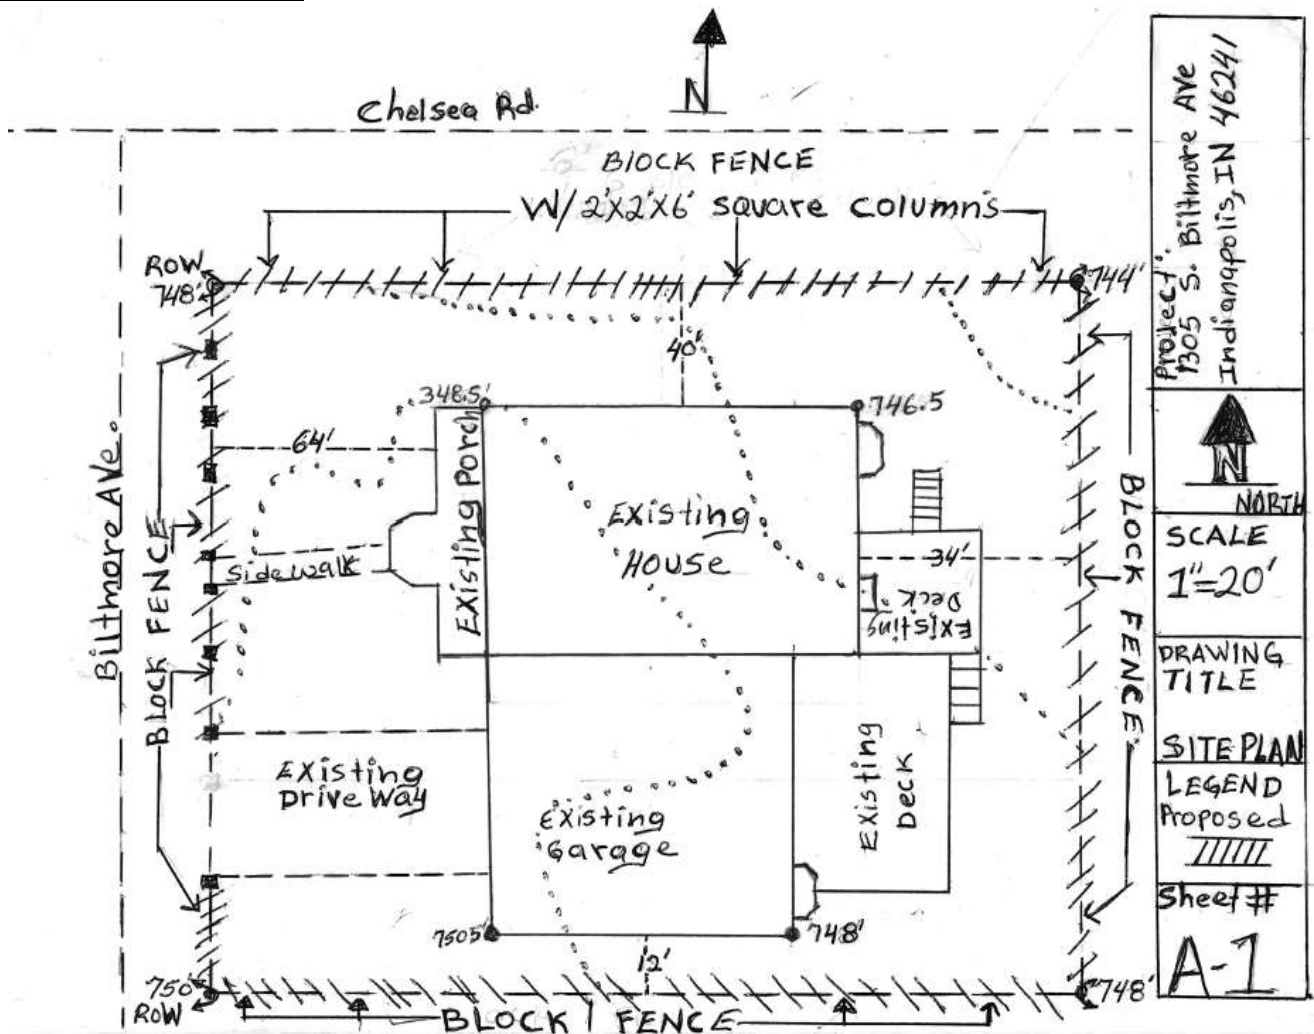 N
Chelsea Rd.
BlOCK FENCE
W/ 2'X2'X6' square columns
ROW
748'
744'
40'
348.5'
746.5
64'
Existing Porch
Existing
HOUSE
Sidewalk
34'
Existing
Deck
Biltmore Ave.
BLOCK FENCE
BLOCK FENCE
Existing
Drive Way
Existing
Garage
Existing
Deck
7505'
748'
12'
750'
ROW
748'
BLOCK FENCE
Project:
1305 S. Biltmore Ave
Indianapolis, IN 46241
N
NORTH
SCALE
1"=20'
DRAWING
TITLE
SITE PLAN
LEGEND
Proposed
Sheet #
A-1